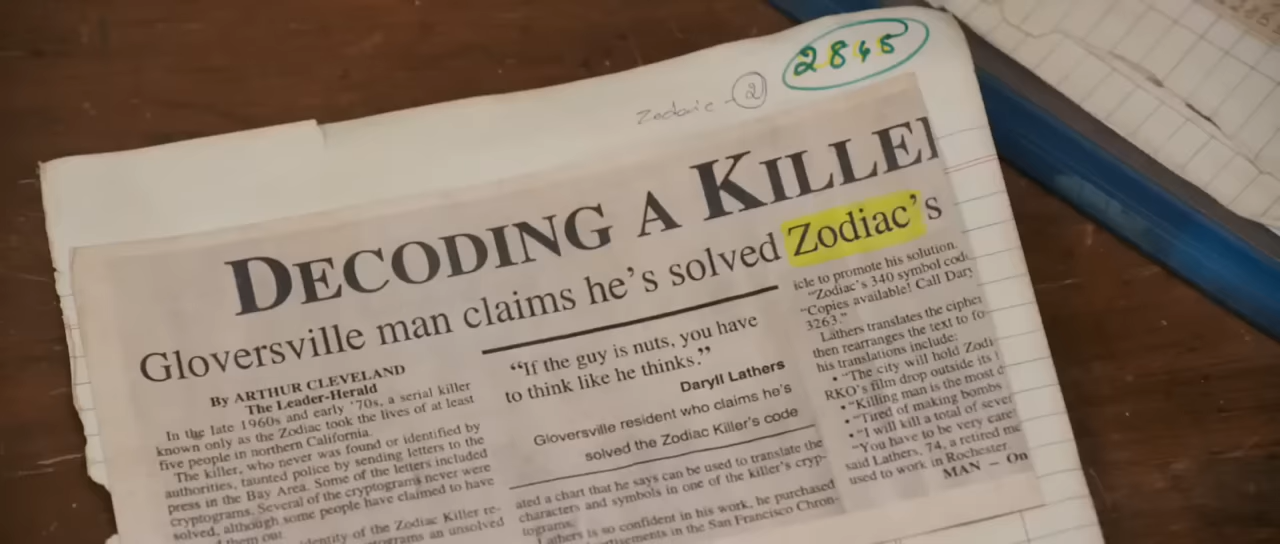 2845
Zodiac - 2
DECODING A KILLER
Gloversville man claims he's solved Zodiac's
By ARTHUR CLEVELAND
The Leader-Herald
In the late 1960s and early '70s, a serial killer
known only as the Zodiac took the lives of at least
five people in northern California.
The killer, who never was found or identified by
authorities, taunted police by sending letters to the
press in the Bay Area. Some of the letters included
cryptograms. Several of the cryptograms never were
solved, although some people have claimed to have
them out.
identity of the Zodiac Killer re-
an unsolved
"If the guy is nuts, you have
to think like he thinks."
Daryll Lathers
Gloversville resident who claims he's
solved the Zodiac Killer's code
ated a chart that he says can be used to translate the
characters and symbols in one of the killer's cryp-
tograms.
Lathers is so confident in his work, he purchased
in the San Francisco Chron-
icle to promote his solution.
"Zodiac's 340 symbol code
"Copies available! Call Dary
3263."
Lathers translates the cipher
then rearranges the text to fo
his translations include:
• "The city will hold Zodi
RKO's film drop outside its
• "Killing man is the most d
• "Tired of making bombs
• "I will kill a total of seve
"You have to be very care
said Lathers, 74, a retired ma
used to work in Rochester.
MAN — On